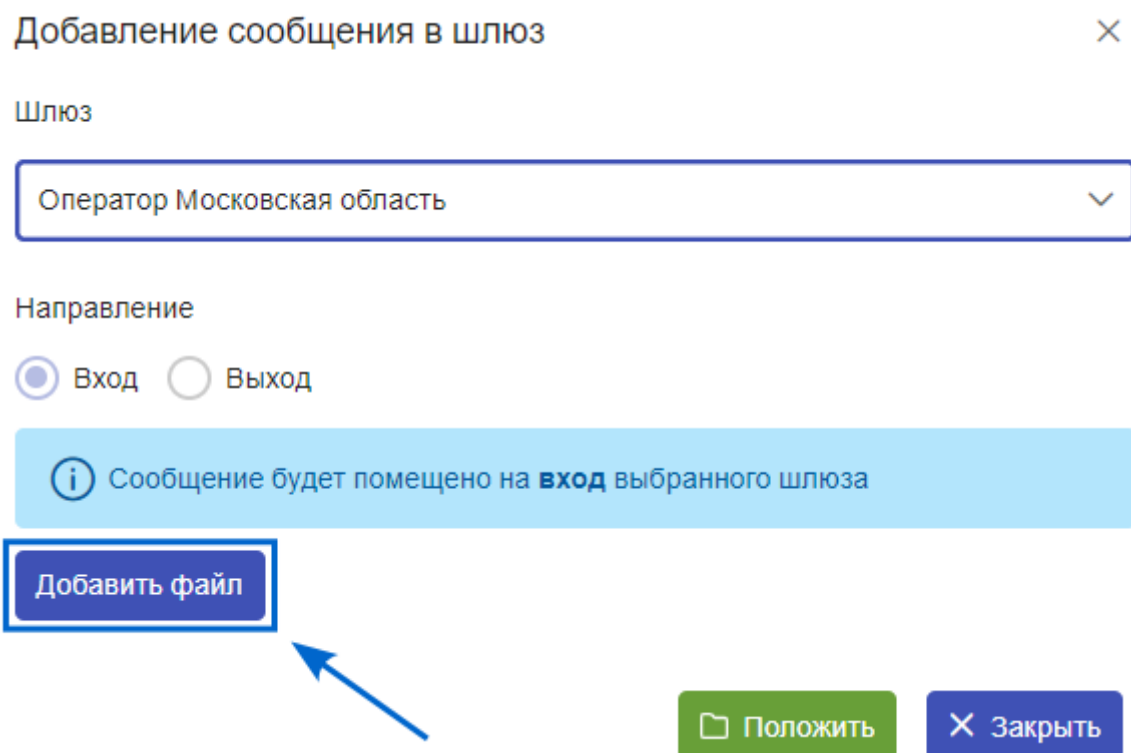 Добавление сообщения в шлюз
Шлюз
Оператор Московская область
Направление
Вход Выход
Сообщение будет помещено на вход выбранного шлюза
Добавить файл
Положить Закрыть